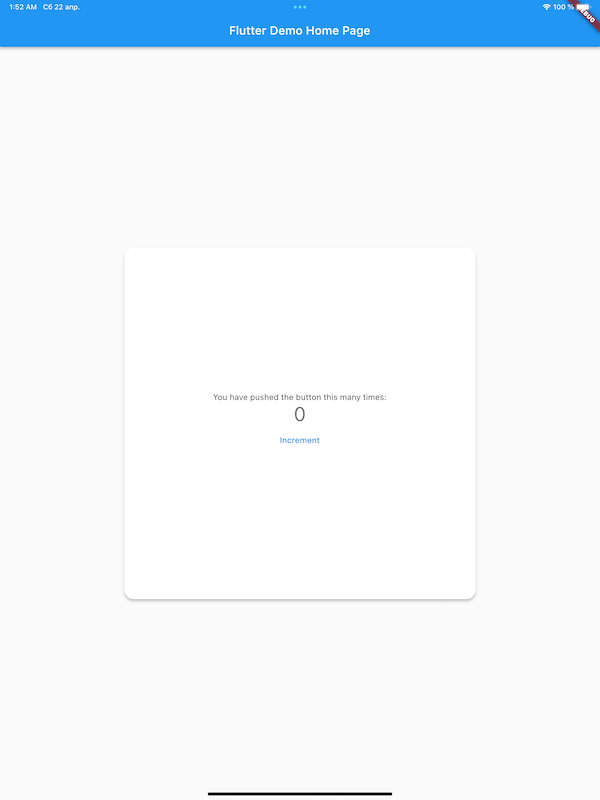 1:52 AM Сб 22 апр.
100 %
Flutter Demo Home Page
You have pushed the button this many times:
0
Increment